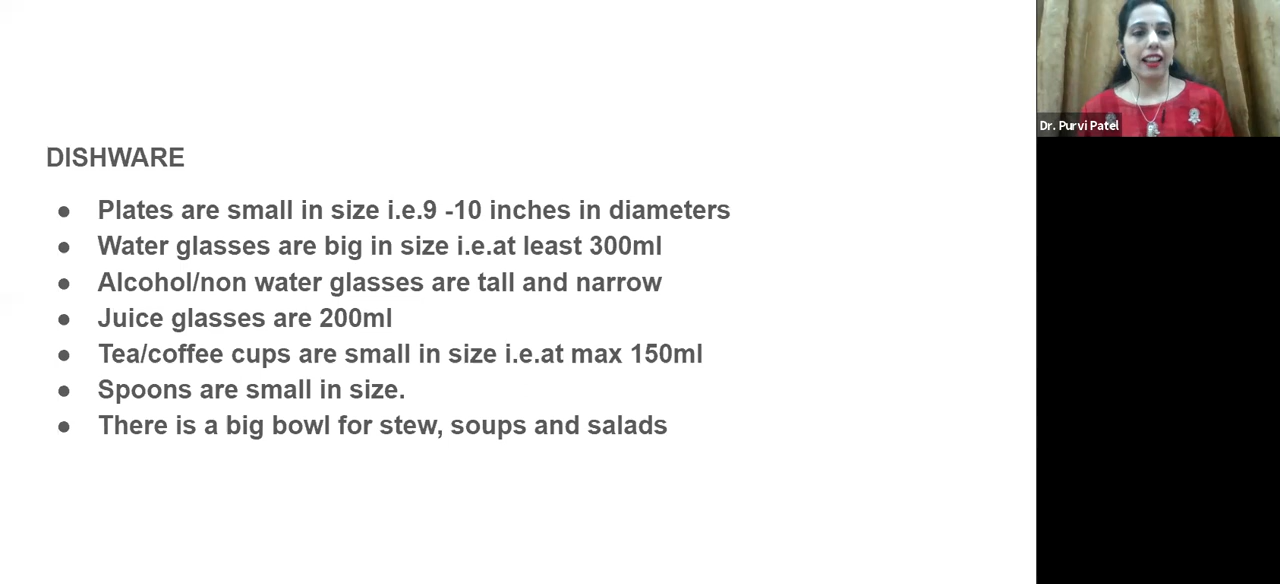 DISHWARE
● Plates are small in size i.e.9 -10 inches in diameters
● Water glasses are big in size i.e.at least 300ml
● Alcohol/non water glasses are tall and narrow
● Juice glasses are 200ml
● Tea/coffee cups are small in size i.e.at max 150ml
● Spoons are small in size.
● There is a big bowl for stew, soups and salads
Dr. Purvi Patel